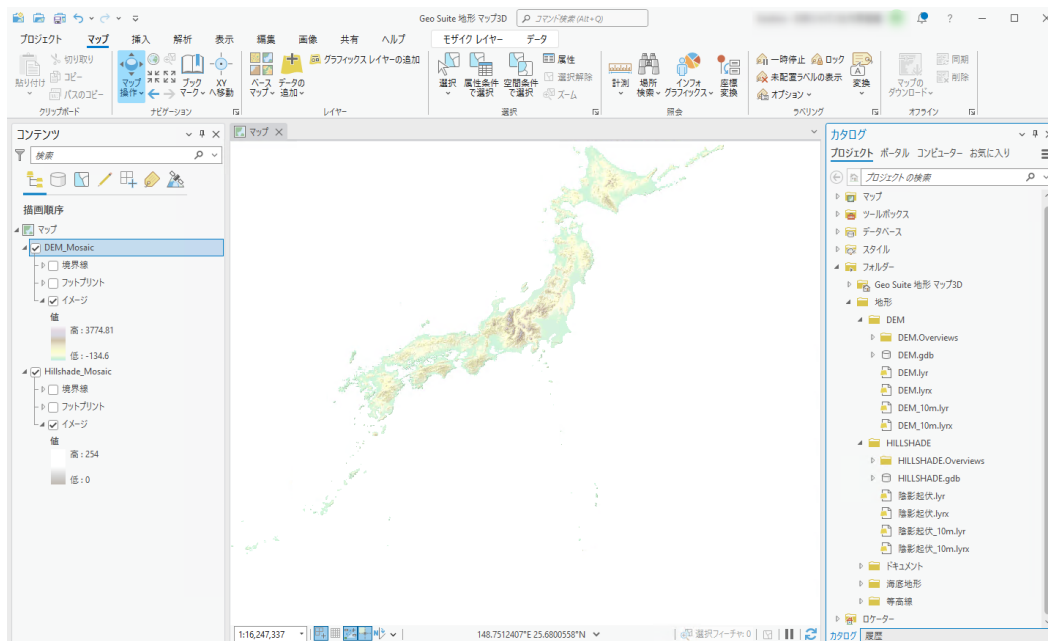 Geo Suite 地形 マップ3D
コマンド検索 (Alt+Q)
?
プロジェクト マップ 挿入 解析 表示 編集 画像 共有 ヘルプ モザイク レイヤー データ
貼り付け
切り取り
コピー
パスのコピー
クリップボード
マップ操作
ブックマーク
XY へ移動
ナビゲーション
ベースマップ
データの追加
グラフィックス レイヤーの追加
レイヤー
選択
属性条件で選択
空間条件で選択
属性
選択解除
ズーム
選択
計測
場所検索
インフォグラフィックス
座標変換
照会
一時停止 ロック
未配置ラベルの表示
オプション
変換
ラベリング
マップのダウンロード
同期
削除
オフライン
コンテンツ
検索
描画順序
マップ
DEM_Mosaic
境界線
フットプリント
イメージ
値
高 : 3774.81
低 : -134.6
Hillshade_Mosaic
境界線
フットプリント
イメージ
値
高 : 254
低 : 0
マップ
1:16,247,337
148.7512407°E 25.6800558°N
選択フィーチャ: 0
カタログ
プロジェクト ポータル コンピューター お気に入り
プロジェクト の検索
マップ
ツールボックス
データベース
スタイル
フォルダー
Geo Suite 地形 マップ3D
地形
DEM
DEM.Overviews
DEM.gdb
DEM.lyr
DEM.lyrx
DEM_10m.lyr
DEM_10m.lyrx
HILLSHADE
HILLSHADE.Overviews
HILLSHADE.gdb
陰影起伏.lyr
陰影起伏.lyrx
陰影起伏_10m.lyr
陰影起伏_10m.lyrx
ドキュメント
海底地形
等高線
ロケーター
カタログ 履歴